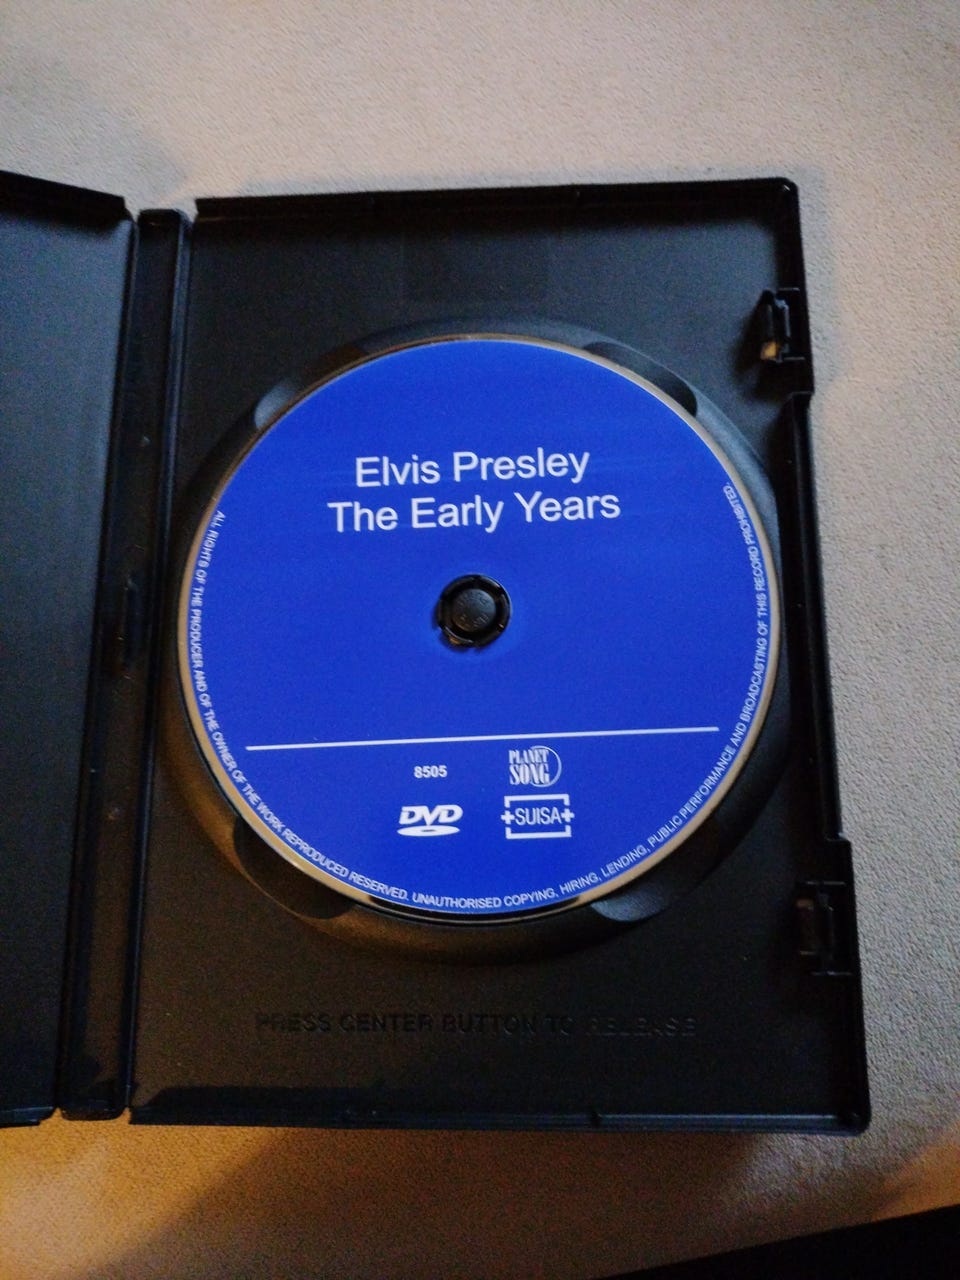 Elvis Presley
The Early Years
8505
PLANET
SONG
DVD
SUISA
ALL RIGHTS OF THE PRODUCER AND OF THE OWNER OF THE WORK REPRODUCED RESERVED. UNAUTHORISED COPYING, HIRING, LENDING, PUBLIC PERFORMANCE AND BROADCASTING OF THIS RECORD PROHIBITED.
PRESS CENTER BUTTON TO RELEASE